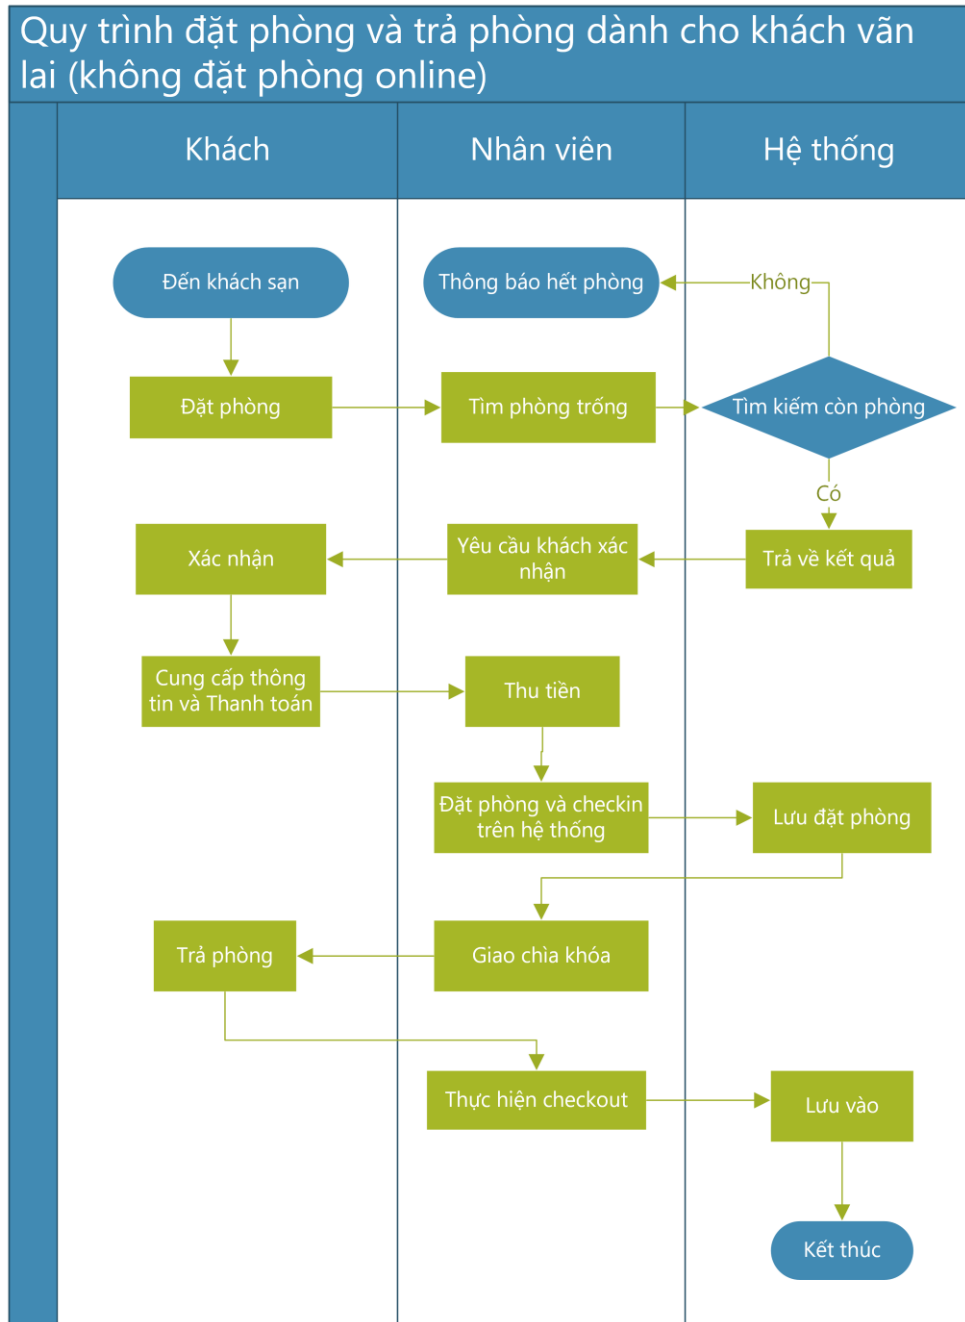 Quy trình đặt phòng và trả phòng dành cho khách vãn
lai (không đặt phòng online)
Khách
Nhân viên
Hệ thống
Đến khách sạn
Thông báo hết phòng
Không
Đặt phòng
Tìm phòng trống
Tìm kiếm còn phòng
Có
Xác nhận
Yêu cầu khách xác
nhận
Trả về kết quả
Cung cấp thông
tin và Thanh toán
Thu tiền
Đặt phòng và checkin
trên hệ thống
Lưu đặt phòng
Trả phòng
Giao chìa khóa
Thực hiện checkout
Lưu vào
Kết thúc